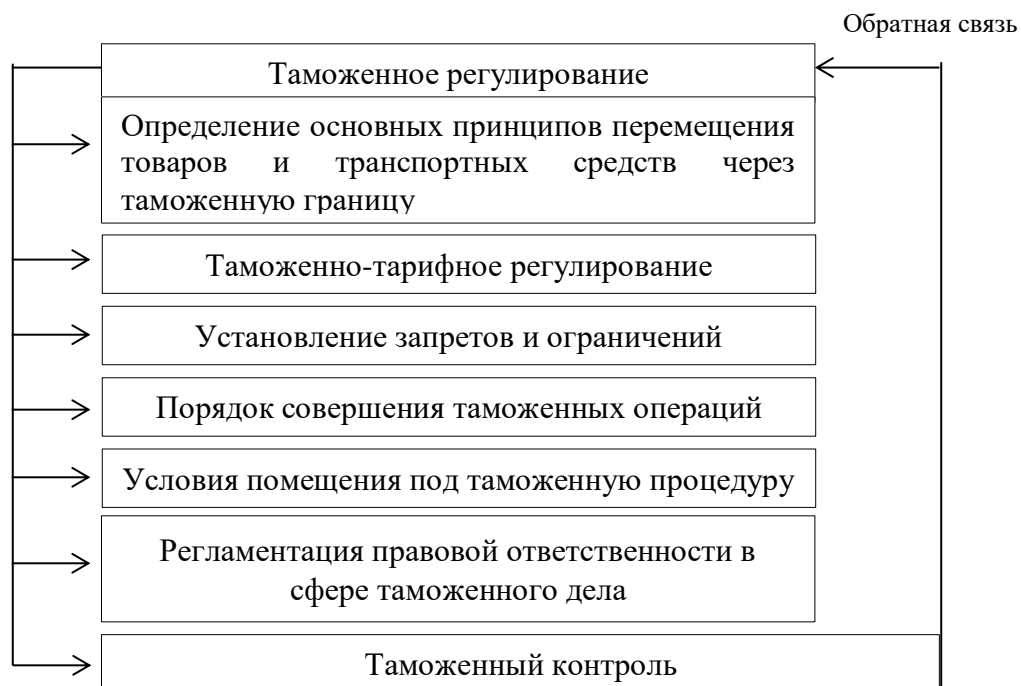 Обратная связь
Таможенное регулирование
Определение основных принципов перемещения
товаров и транспортных средств через
таможенную границу
Таможенно-тарифное регулирование
Установление запретов и ограничений
Порядок совершения таможенных операций
Условия помещения под таможенную процедуру
Регламентация правовой ответственности в
сфере таможенного дела
Таможенный контроль